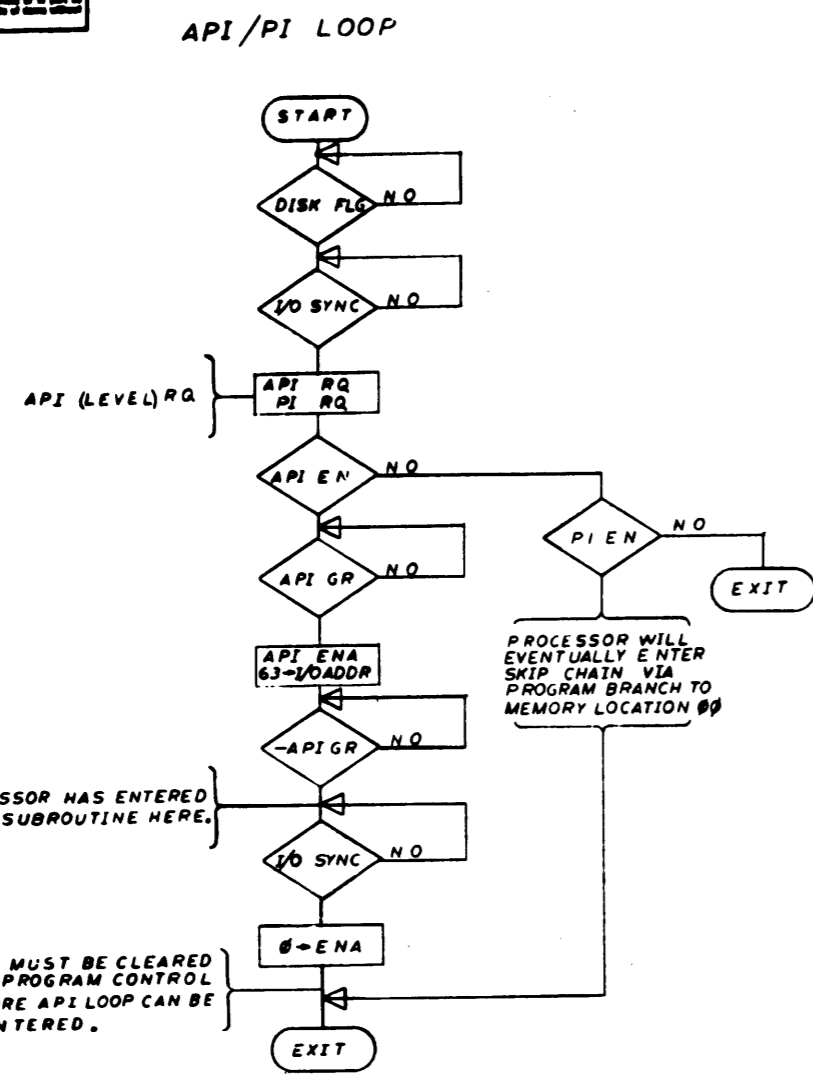 API/PI LOOP
START
DISK FLG
NO
I/O SYNC
NO
API (LEVEL) RQ
API RQ
PI RQ
API EN
NO
PI EN
NO
EXIT
API GR
NO
API ENA
63→I/O ADDR
PROCESSOR WILL
EVENTUALLY ENTER
SKIP CHAIN VIA
PROGRAM BRANCH TO
MEMORY LOCATION ØØ
-API GR
NO
SSOR HAS ENTERED
SUBROUTINE HERE.
I/O SYNC
NO
Ø→ENA
MUST BE CLEARED
PROGRAM CONTROL
RE API LOOP CAN BE
NTERED.
EXIT